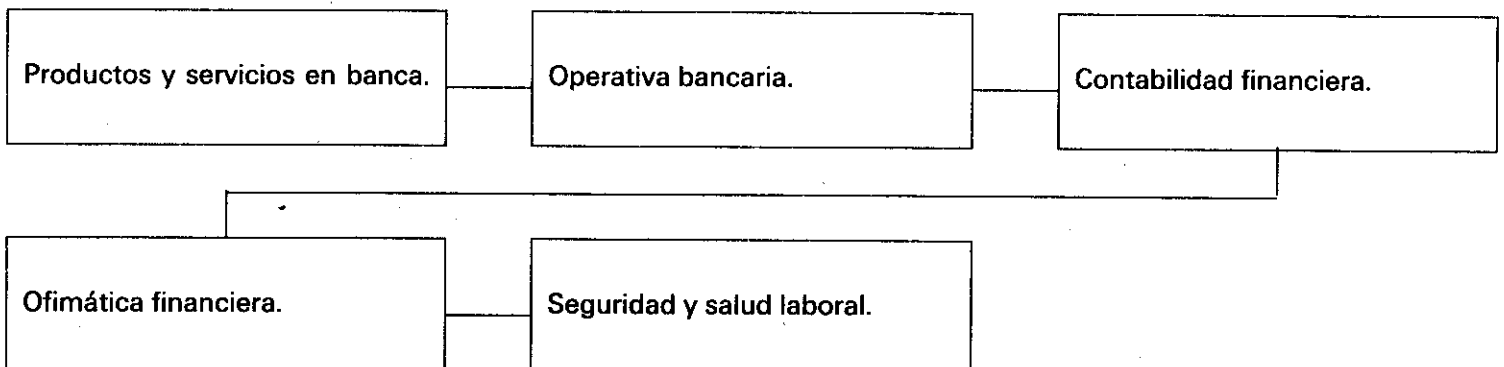 Productos y servicios en banca.
Operativa bancaria.
Contabilidad financiera.
Ofimática financiera.
Seguridad y salud laboral.